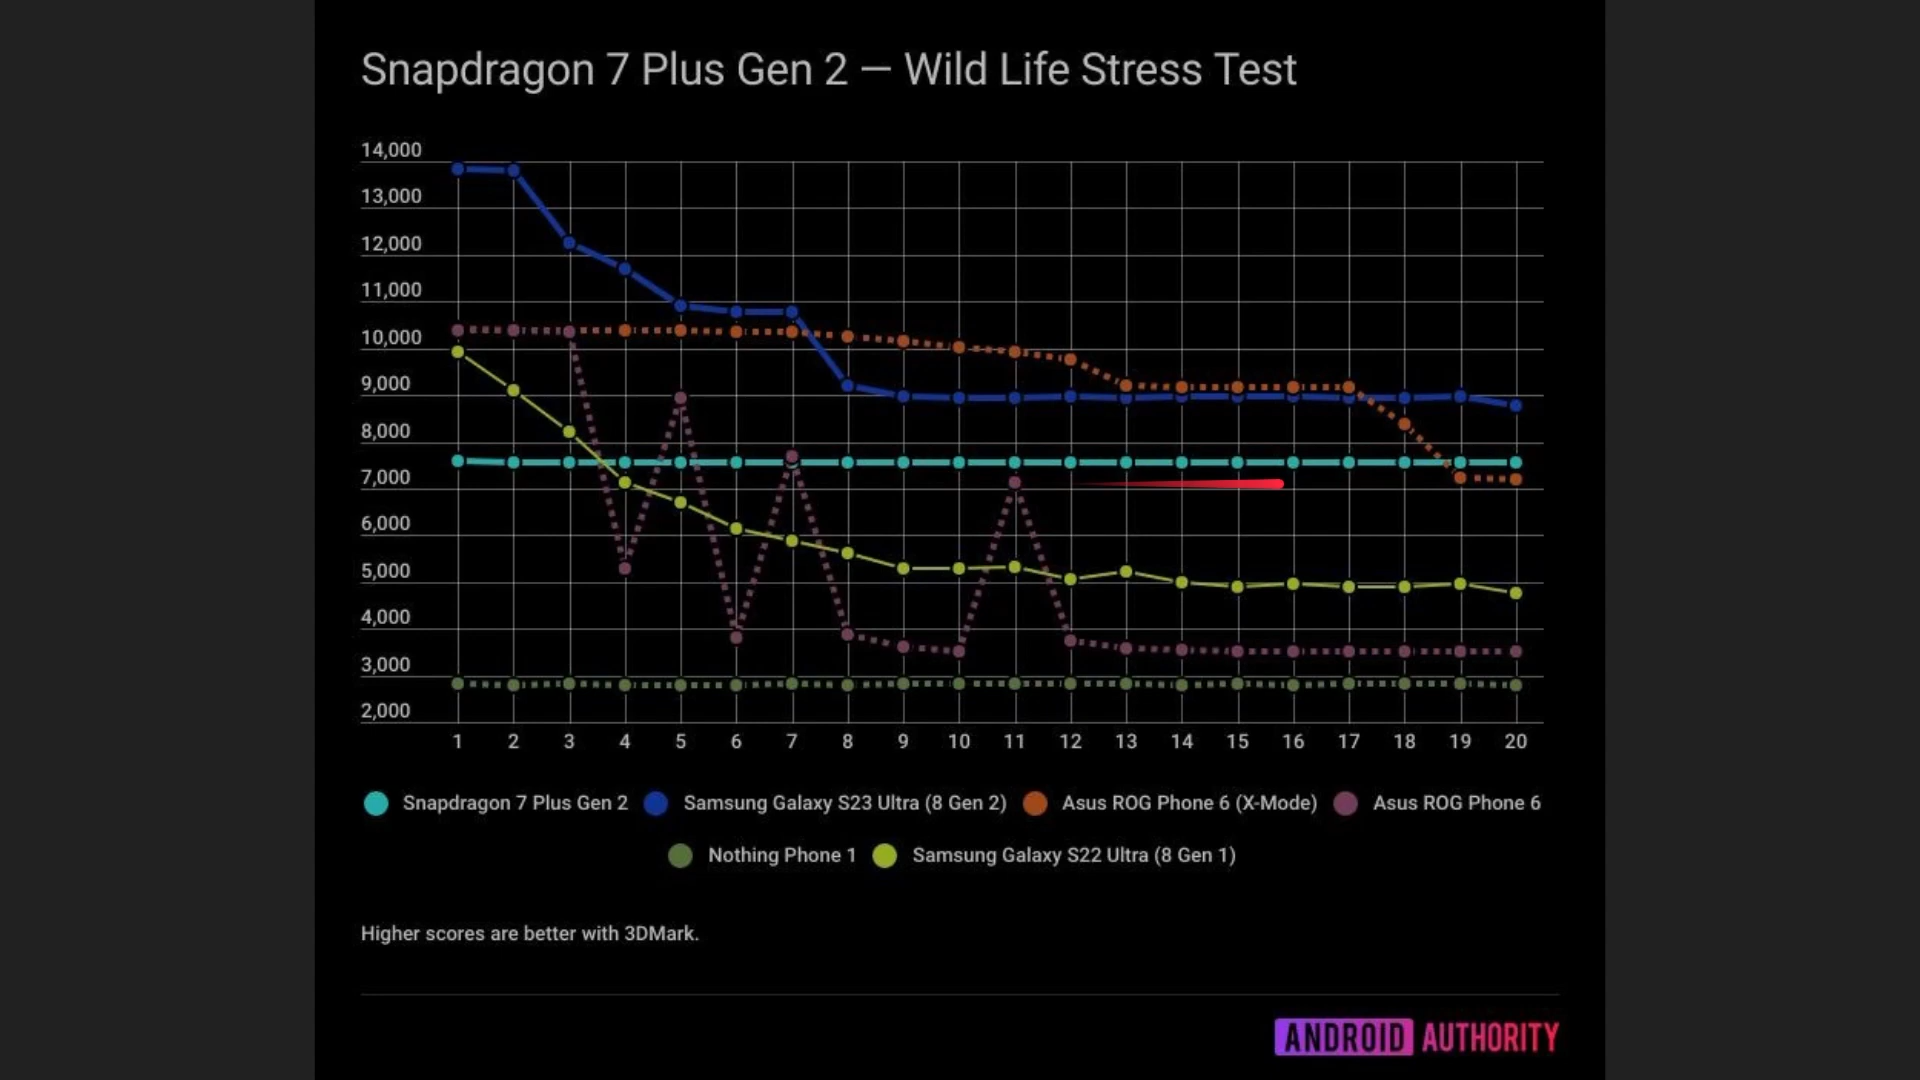 Snapdragon 7 Plus Gen 2 — Wild Life Stress Test
14,000
13,000
12,000
11,000
10,000
9,000
8,000
7,000
6,000
5,000
4,000
3,000
2,000
1 2 3 4 5 6 7 8 9 10 11 12 13 14 15 16 17 18 19 20
Snapdragon 7 Plus Gen 2 Samsung Galaxy S23 Ultra (8 Gen 2) Asus ROG Phone 6 (X-Mode) Asus ROG Phone 6
Nothing Phone 1 Samsung Galaxy S22 Ultra (8 Gen 1)
Higher scores are better with 3DMark.
ANDROID AUTHORITY